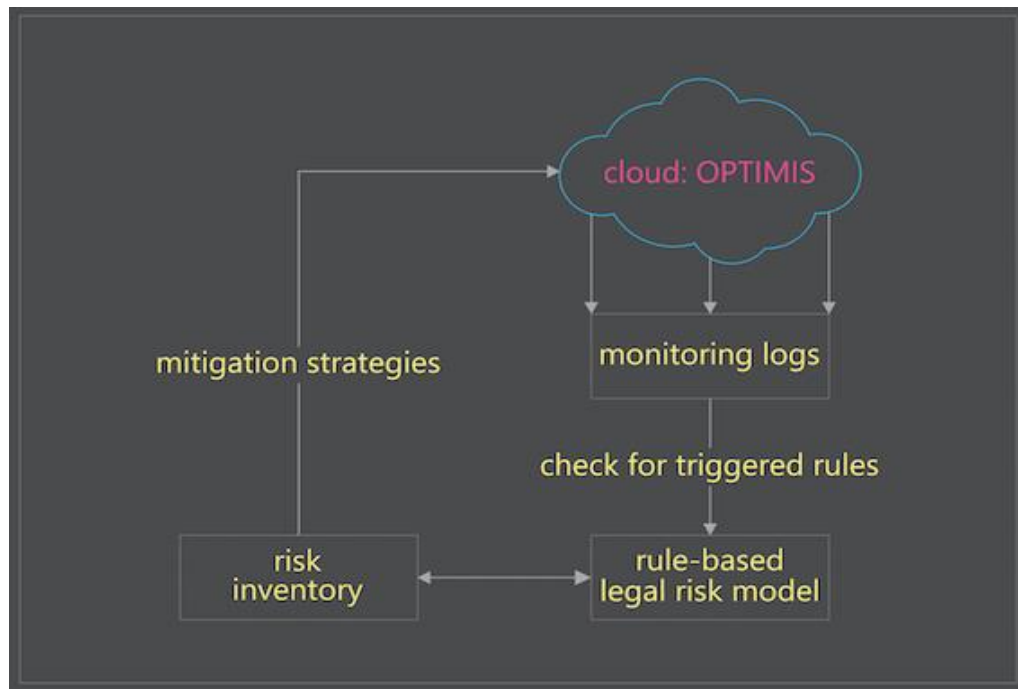 cloud: OPTIMIS
mitigation strategies
monitoring logs
check for triggered rules
risk
inventory
rule-based
legal risk model